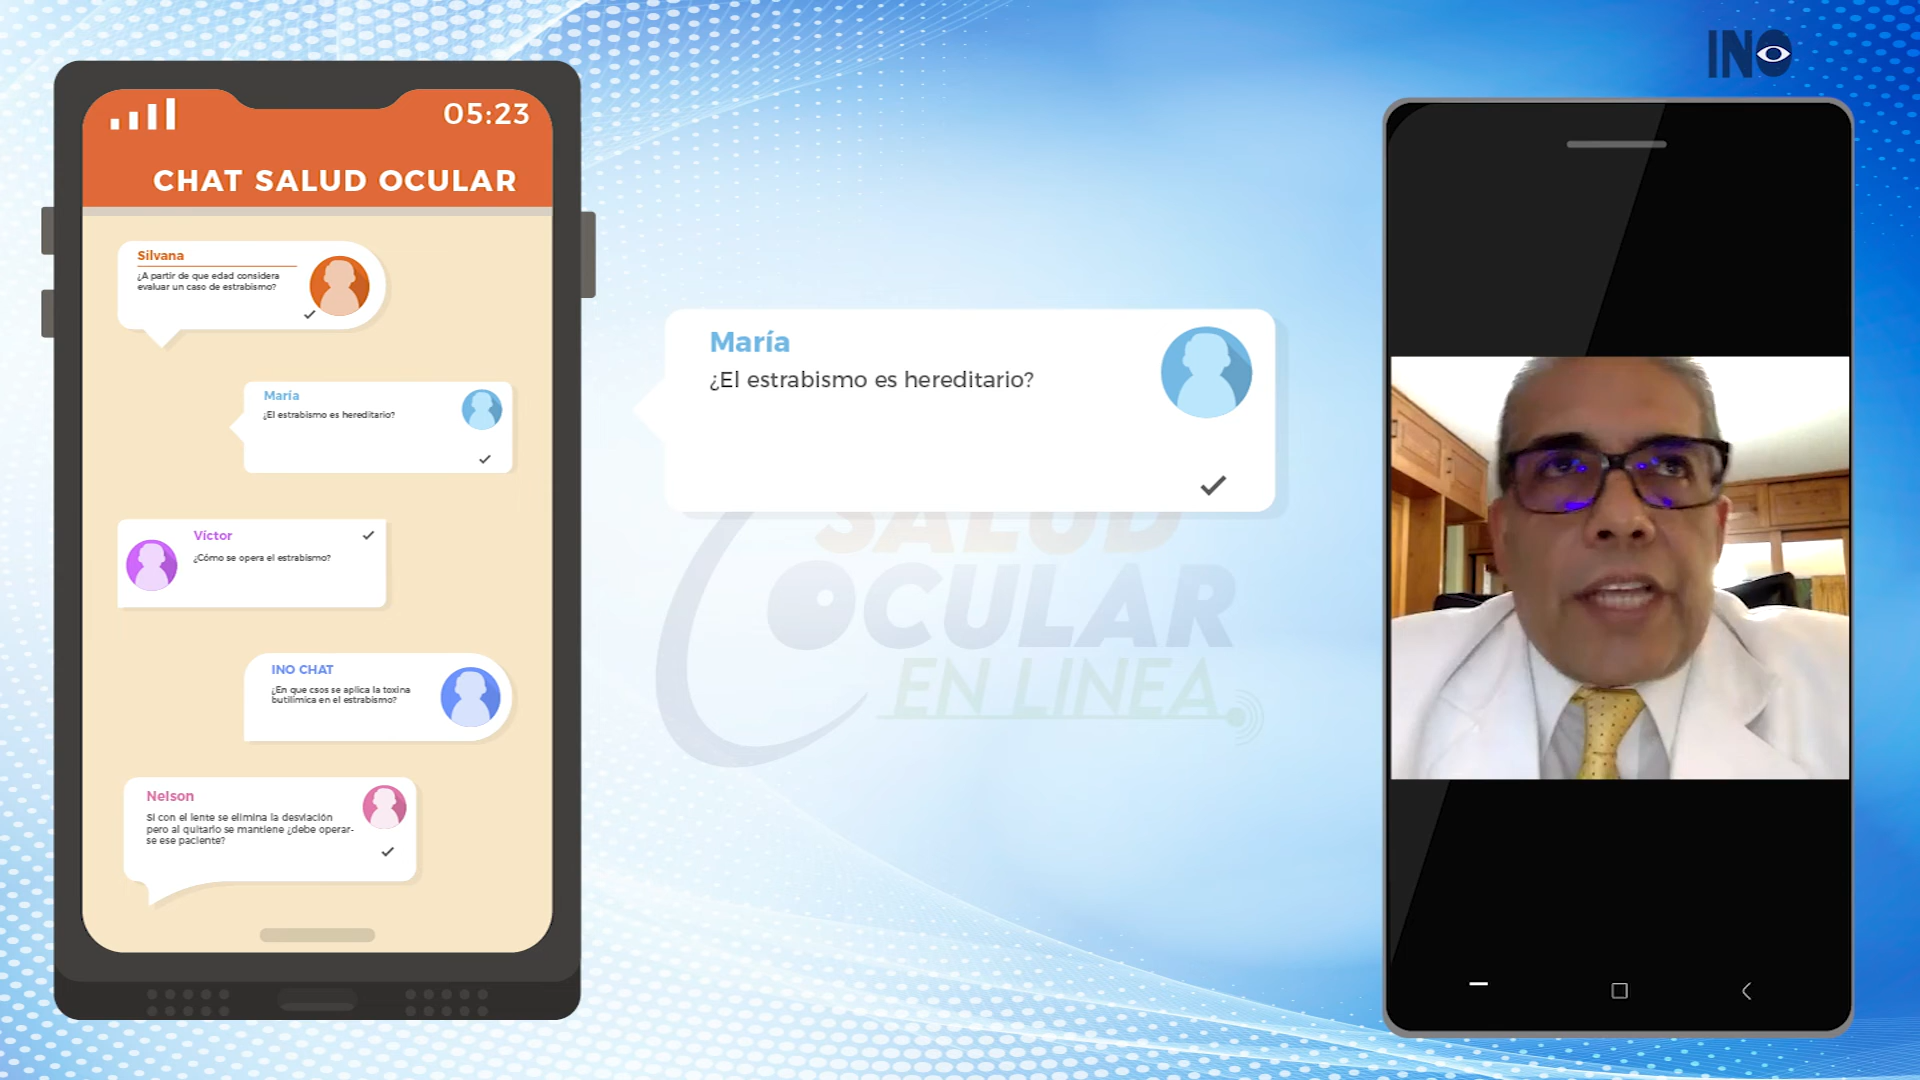 INO
05:23
CHAT SALUD OCULAR
Silvana
¿A partir de que edad considera
evaluar un caso de estrabismo?
María
¿El estrabismo es hereditario?
Víctor
¿Cómo se opera el estrabismo?
INO CHAT
¿En que csos se aplica la toxina
butilímica en el estrabismo?
Nelson
Si con el lente se elimina la desviación
pero al quitarlo se mantiene ¿debe operar-
se ese paciente?
María
¿El estrabismo es hereditario?
SALUD
OCULAR
EN LINEA